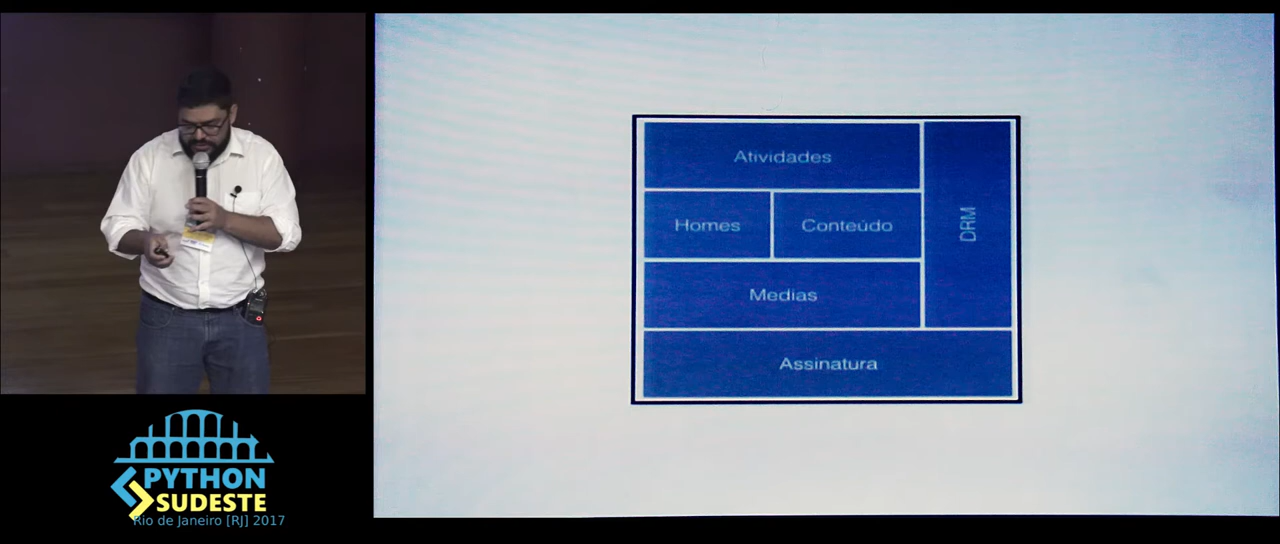 Atividades
Homes
Conteúdo
DRM
Medias
Assinatura
PYTHON
SUDESTE
Rio de Janeiro [RJ] 2017